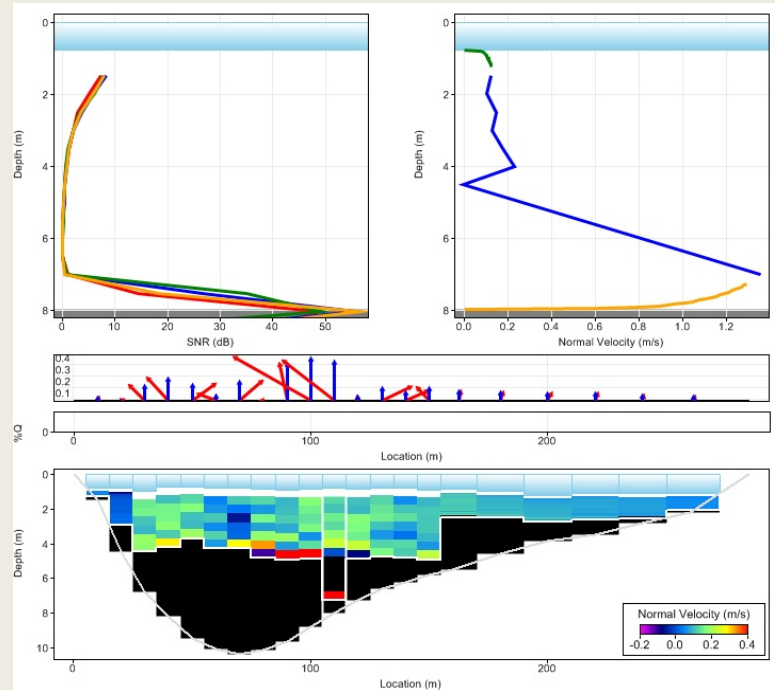 0
2
4
6
8
Depth (m)
0 10 20 30 40 50
SNR (dB)
0
2
4
6
8
Depth (m)
0.0 0.2 0.4 0.6 0.8 1.0 1.2
Normal Velocity (m/s)
0.4
0.3
0.2
0.1
%Q
0
0 100 200
Location (m)
0
2
4
6
8
10
Depth (m)
Normal Velocity (m/s)
-0.2 0.0 0.2 0.4
0 100 200
Location (m)